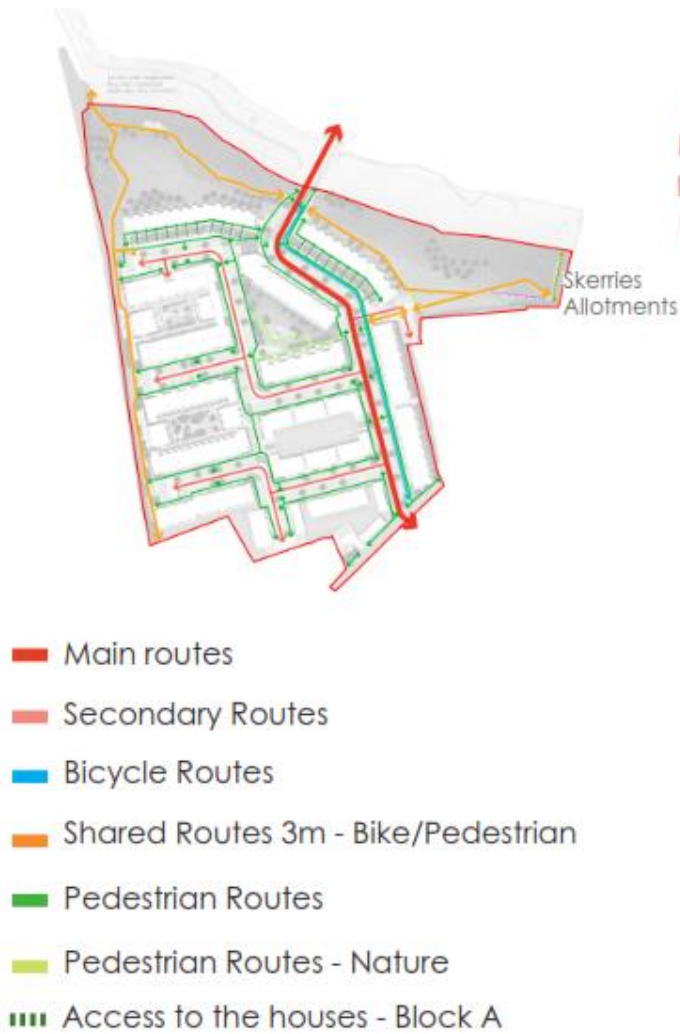 Skerries
Allotments
Main routes
Secondary Routes
Bicycle Routes
Shared Routes 3m - Bike/Pedestrian
Pedestrian Routes
Pedestrian Routes - Nature
Access to the houses - Block A